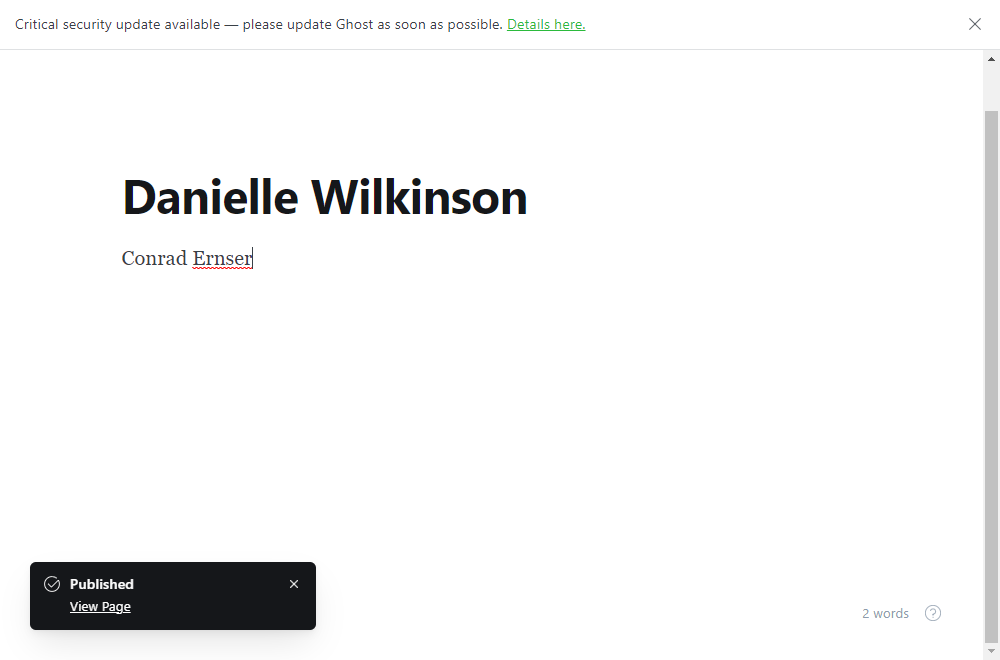 Critical security update available — please update Ghost as soon as possible. Details here.
Danielle Wilkinson
Conrad Ernser
Published
View Page
2 words
?